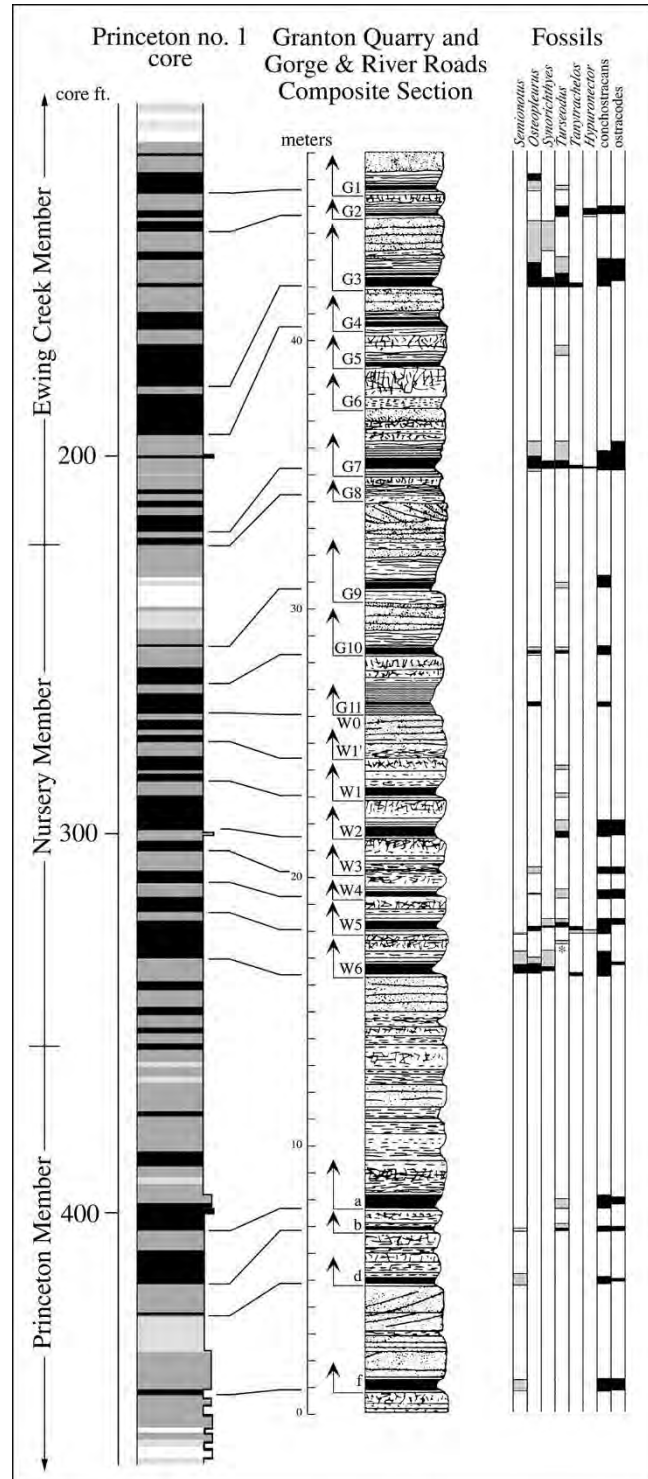 Princeton no. 1
core
Granton Quarry and
Gorge & River Roads
Composite Section
Fossils
core ft.
meters
Semionotus
Osteopleurus
Synorichthyes
Turseodus
Tanytrachelos
Hypuronector
conchostracans
ostracodes
Ewing Creek Member
Nursery Member
Princeton Member
200
300
400
40
30
20
10
0
G1
G2
G3
G4
G5
G6
G7
G8
G9
G10
G11
W0
W1'
W1
W2
W3
W4
W5
W6
a
b
d
f
*